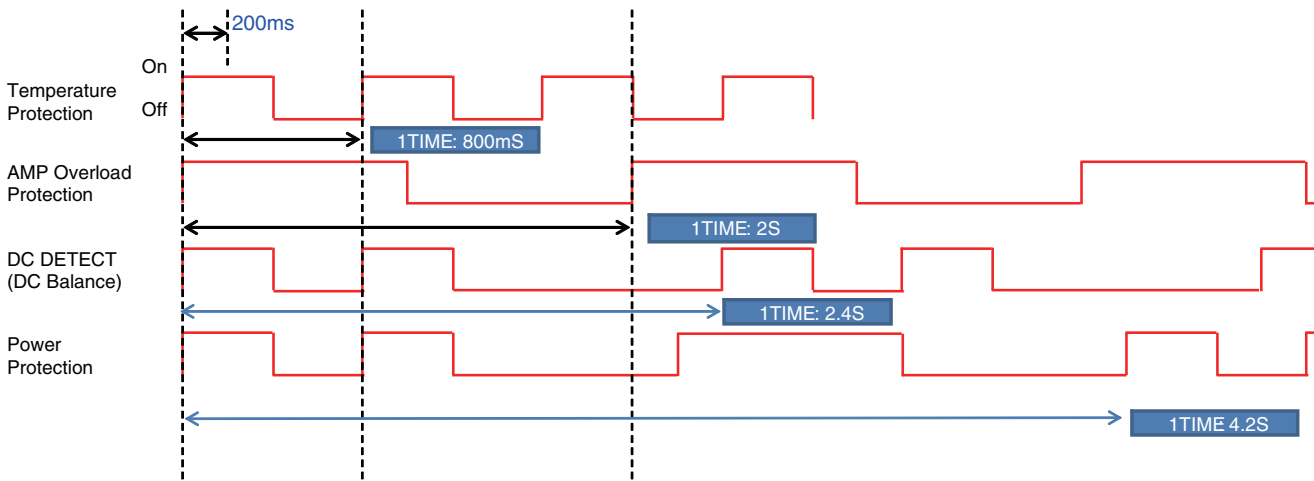 200ms
On
Temperature
Protection
Off
1TIME: 800mS
AMP Overload
Protection
1TIME: 2S
DC DETECT
(DC Balance)
1TIME: 2.4S
Power
Protection
1TIME 4.2S